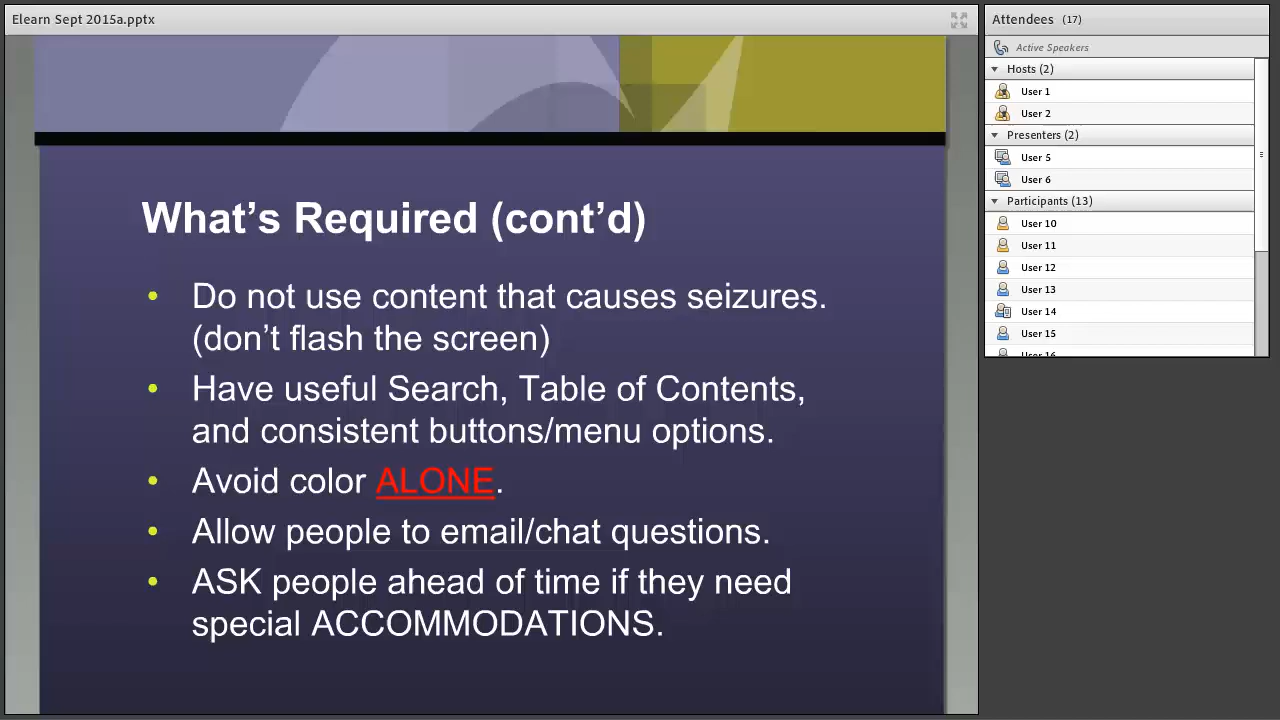 Elearn Sept 2015a.pptx
What's Required (cont'd)
• Do not use content that causes seizures.
(don't flash the screen)
• Have useful Search, Table of Contents,
and consistent buttons/menu options.
• Avoid color ALONE.
• Allow people to email/chat questions.
• ASK people ahead of time if they need
special ACCOMMODATIONS.
Attendees (17)
Active Speakers
Hosts (2)
User 1
User 2
Presenters (2)
User 5
User 6
Participants (13)
User 10
User 11
User 12
User 13
User 14
User 15
User 16